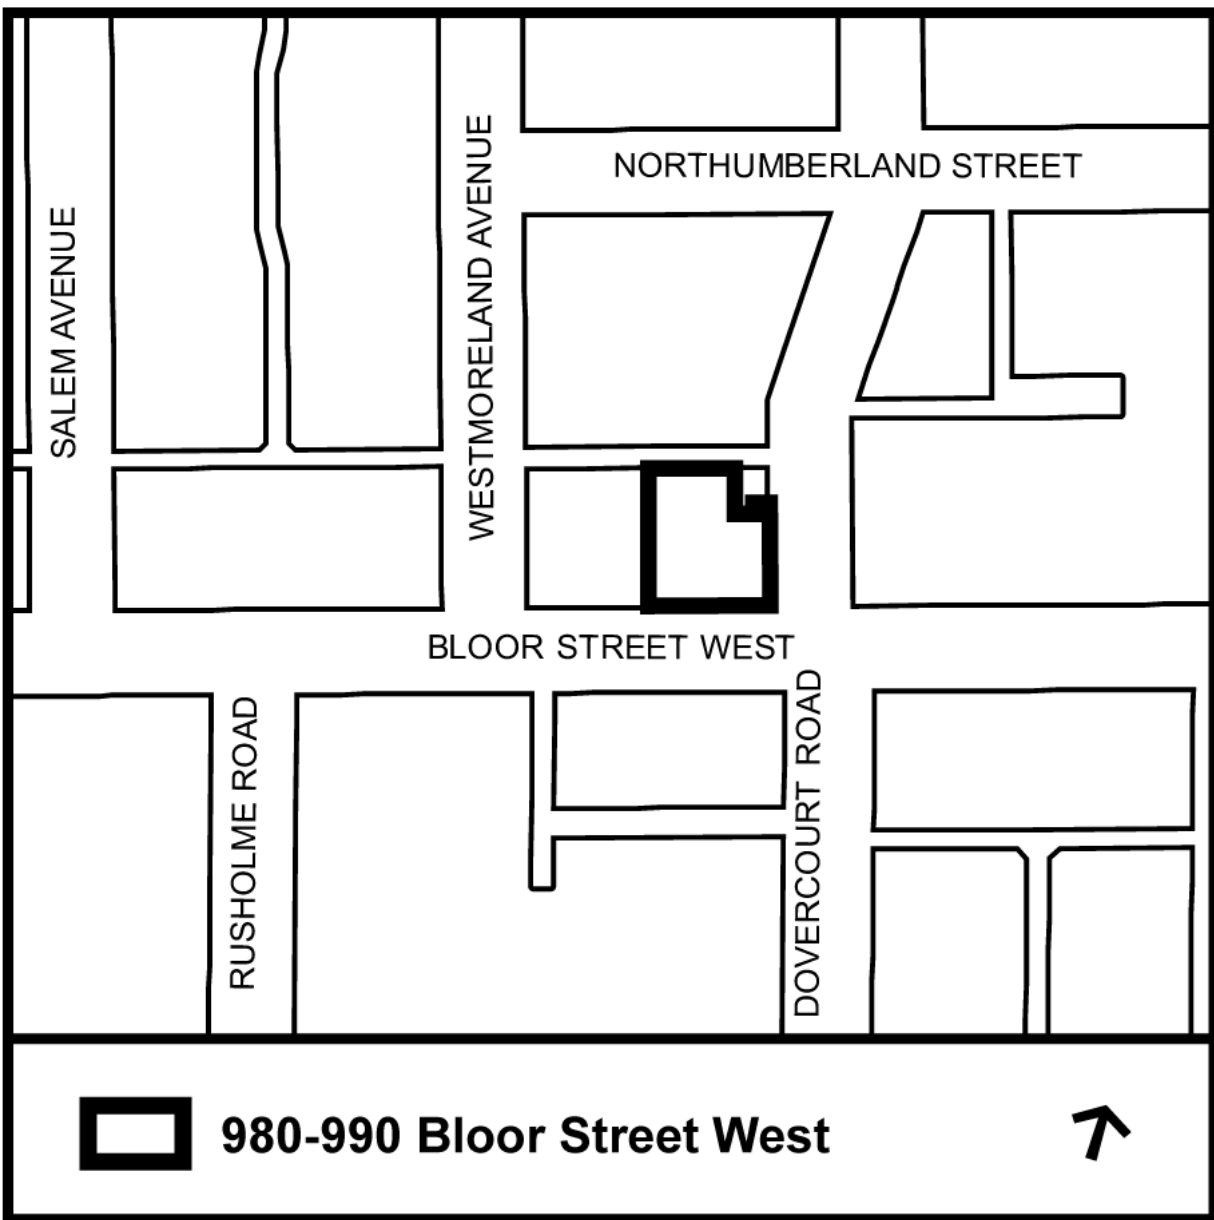 NORTHUMBERLAND STREET
SALEM AVENUE
WESTMORELAND AVENUE
BLOOR STREET WEST
RUSHOLME ROAD
DOVERCOURT ROAD
980-990 Bloor Street West